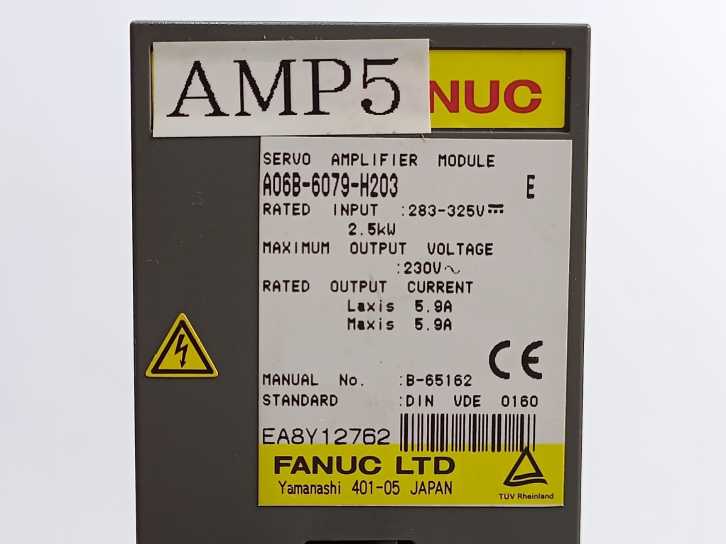 AMP5 NUC
SERVO AMPLIFIER MODULE
A06B-6079-H203 E
RATED INPUT :283-325V⎓
2.5kW
MAXIMUM OUTPUT VOLTAGE
:230V∿
RATED OUTPUT CURRENT
Laxis 5.9A
Maxis 5.9A
CE
MANUAL No. :B-65162
STANDARD :DIN VDE 0160
EA8Y12762
FANUC LTD
Yamanashi 401-05 JAPAN
TÜV Rheinland